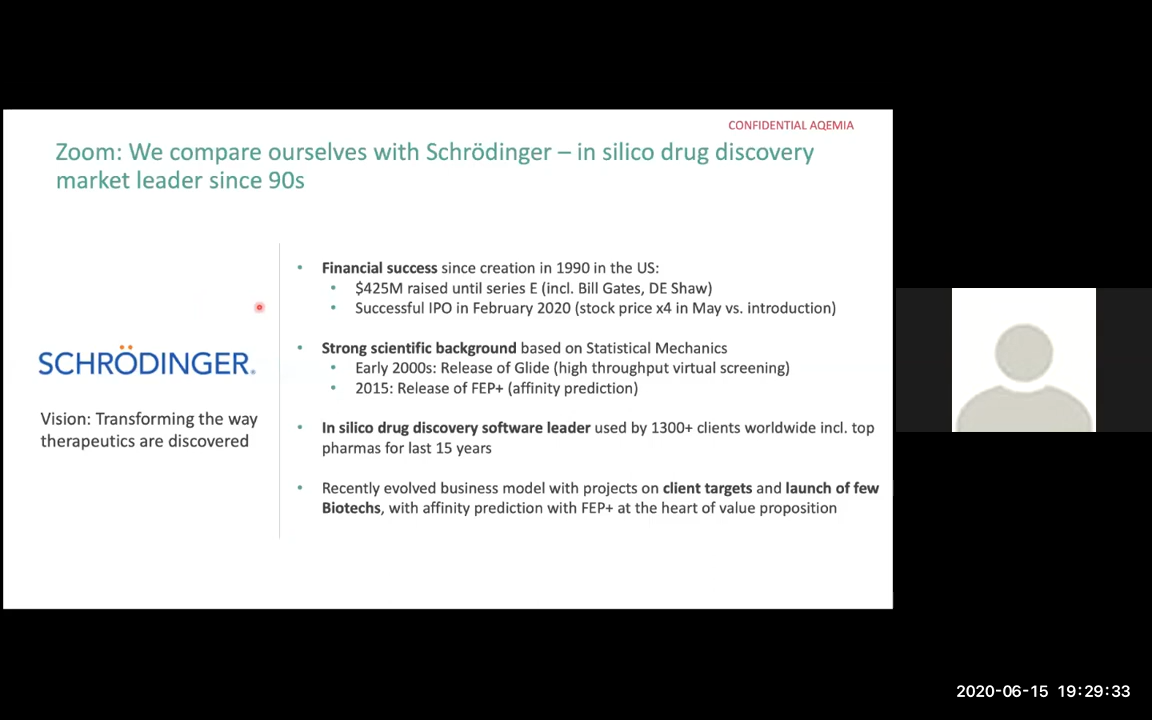 CONFIDENTIAL AQEMIA
Zoom: We compare ourselves with Schrödinger – in silico drug discovery
market leader since 90s
SCHRÖDINGER.
Vision: Transforming the way
therapeutics are discovered
• Financial success since creation in 1990 in the US:
• $425M raised until series E (incl. Bill Gates, DE Shaw)
• Successful IPO in February 2020 (stock price x4 in May vs. introduction)
• Strong scientific background based on Statistical Mechanics
• Early 2000s: Release of Glide (high throughput virtual screening)
• 2015: Release of FEP+ (affinity prediction)
• In silico drug discovery software leader used by 1300+ clients worldwide incl. top
pharmas for last 15 years
• Recently evolved business model with projects on client targets and launch of few
Biotechs, with affinity prediction with FEP+ at the heart of value proposition
2020-06-15 19:29:33